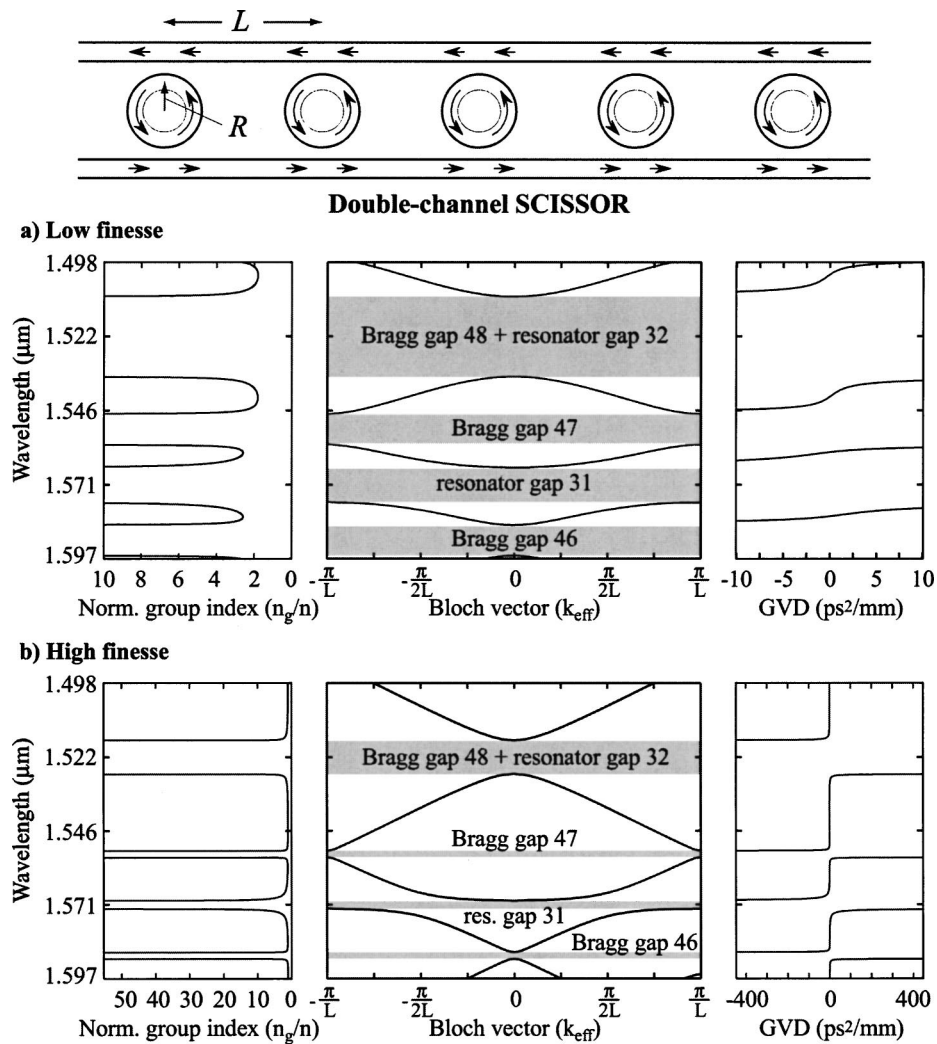 L
R
Double-channel SCISSOR
a) Low finesse
Wavelength (μm)
1.498
1.522
1.546
1.571
1.597
10 8 6 4 2 0
Norm. group index (n_g/n)
Bragg gap 48 + resonator gap 32
Bragg gap 47
resonator gap 31
Bragg gap 46
-π/L -π/2L 0 π/2L π/L
Bloch vector (k_eff)
-10 -5 0 5 10
GVD (ps²/mm)
b) High finesse
Wavelength (μm)
1.498
1.522
1.546
1.571
1.597
50 40 30 20 10 0
Norm. group index (n_g/n)
Bragg gap 48 + resonator gap 32
Bragg gap 47
res. gap 31
Bragg gap 46
-π/L -π/2L 0 π/2L π/L
Bloch vector (k_eff)
-400 0 400
GVD (ps²/mm)